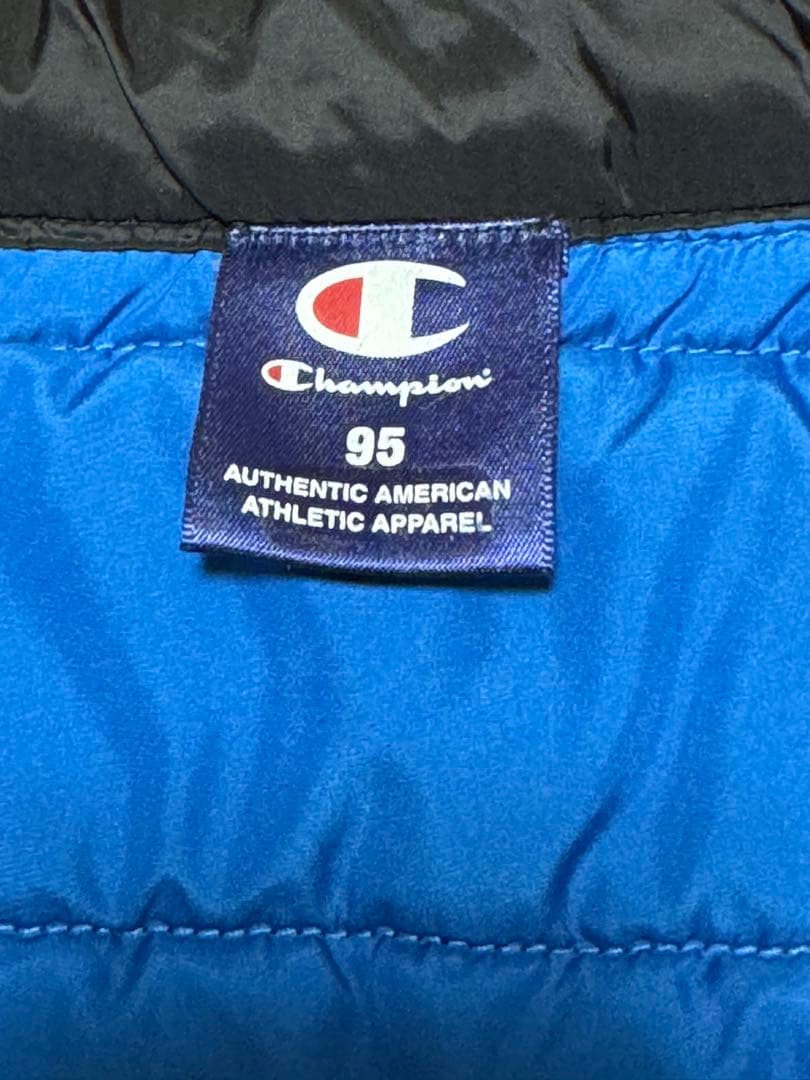 Champion
95
AUTHENTIC AMERICAN
ATHLETIC APPAREL